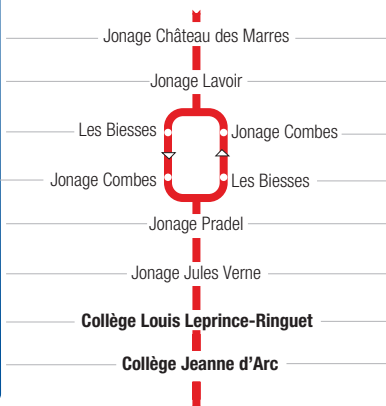 Jonage Château des Marres
Jonage Lavoir
Les Biesses
Jonage Combes
Jonage Combes
Les Biesses
Jonage Pradel
Jonage Jules Verne
Collège Louis Leprince-Ringuet
Collège Jeanne d’Arc